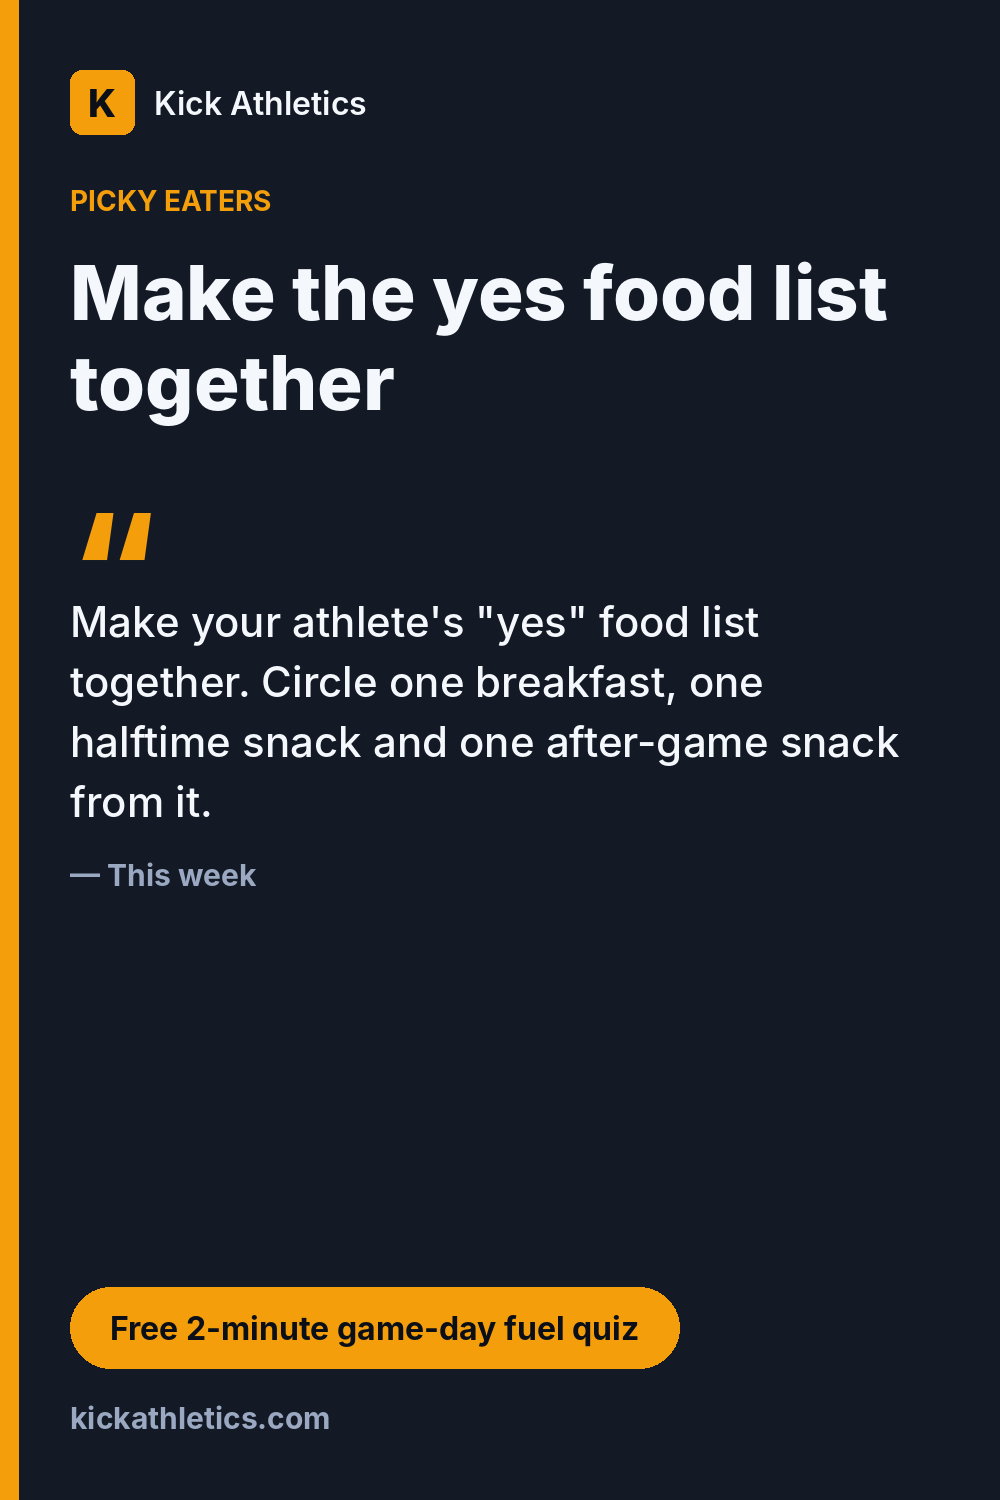 K
Kick Athletics
PICKY EATERS
Make the yes food list
together
“
Make your athlete's "yes" food list
together. Circle one breakfast, one
halftime snack and one after-game snack
from it.
— This week
Free 2-minute game-day fuel quiz
kickathletics.com